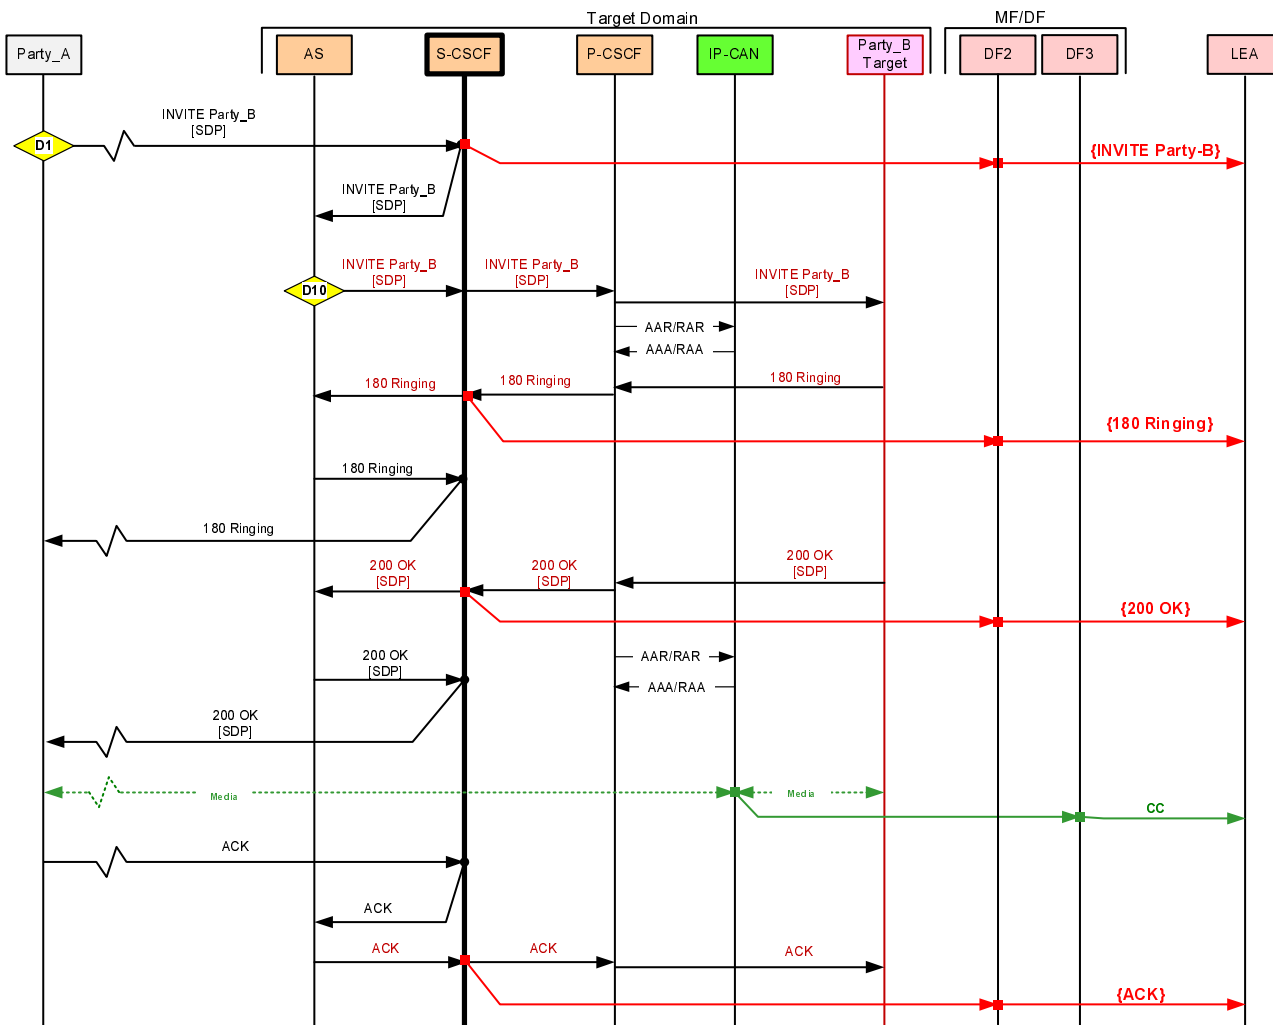 Target Domain
MF/DF
Party_A
AS
S-CSCF
P-CSCF
IP-CAN
Party_B
Target
DF2
DF3
LEA
INVITE Party_B
[SDP]
D1
{INVITE Party-B}
INVITE Party_B
[SDP]
INVITE Party_B
[SDP]
INVITE Party_B
[SDP]
INVITE Party_B
[SDP]
D10
AAR/RAR
AAA/RAA
180 Ringing
180 Ringing
180 Ringing
{180 Ringing}
180 Ringing
180 Ringing
200 OK
[SDP]
200 OK
[SDP]
200 OK
[SDP]
{200 OK}
200 OK
[SDP]
AAR/RAR
AAA/RAA
200 OK
[SDP]
Media
Media
CC
ACK
ACK
ACK
ACK
ACK
{ACK}